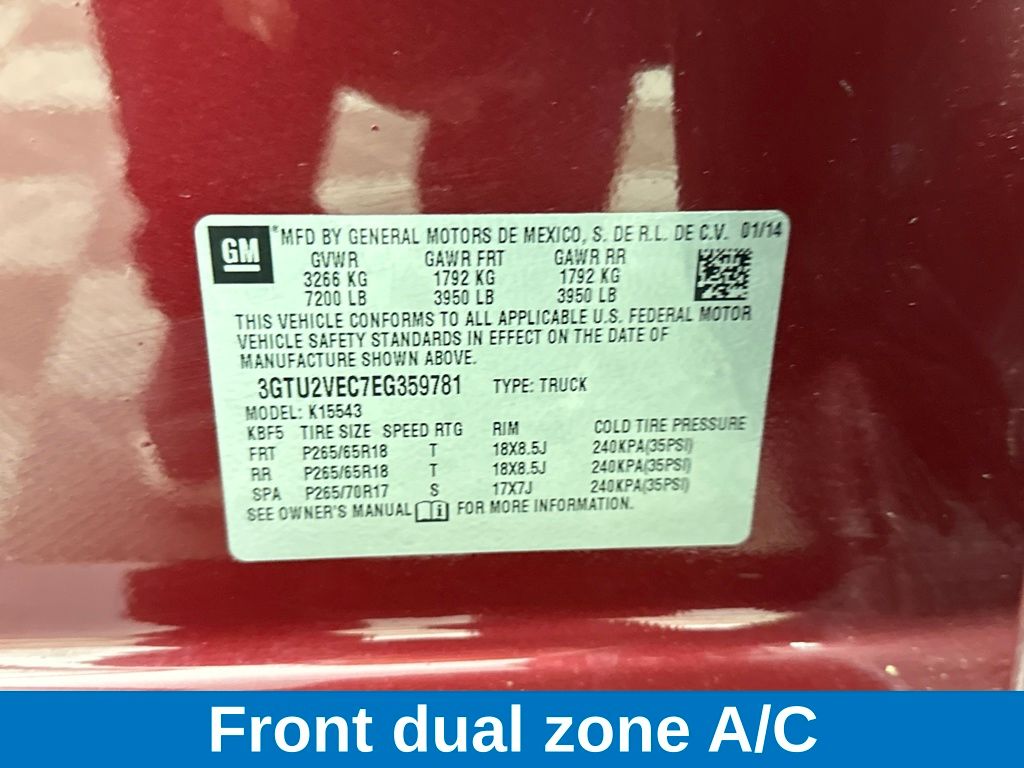 GM
*MFD BY GENERAL MOTORS DE MEXICO, S. DE R.L. DE C.V. 01/14
GVWR GAWR FRT GAWR RR
3266 KG 1792 KG 1792 KG
7200 LB 3950 LB 3950 LB
THIS VEHICLE CONFORMS TO ALL APPLICABLE U.S. FEDERAL MOTOR
VEHICLE SAFETY STANDARDS IN EFFECT ON THE DATE OF
MANUFACTURE SHOWN ABOVE.
3GTU2VEC7EG359781 TYPE: TRUCK
MODEL: K15543
KBF5 TIRE SIZE SPEED RTG RIM COLD TIRE PRESSURE
FRT P265/65R18 T 18X8.5J 240KPA(35PSI)
RR P265/65R18 T 18X8.5J 240KPA(35PSI)
SPA P265/70R17 S 17X7J 240KPA(35PSI)
SEE OWNER'S MANUAL i FOR MORE INFORMATION.
Front dual zone A/C